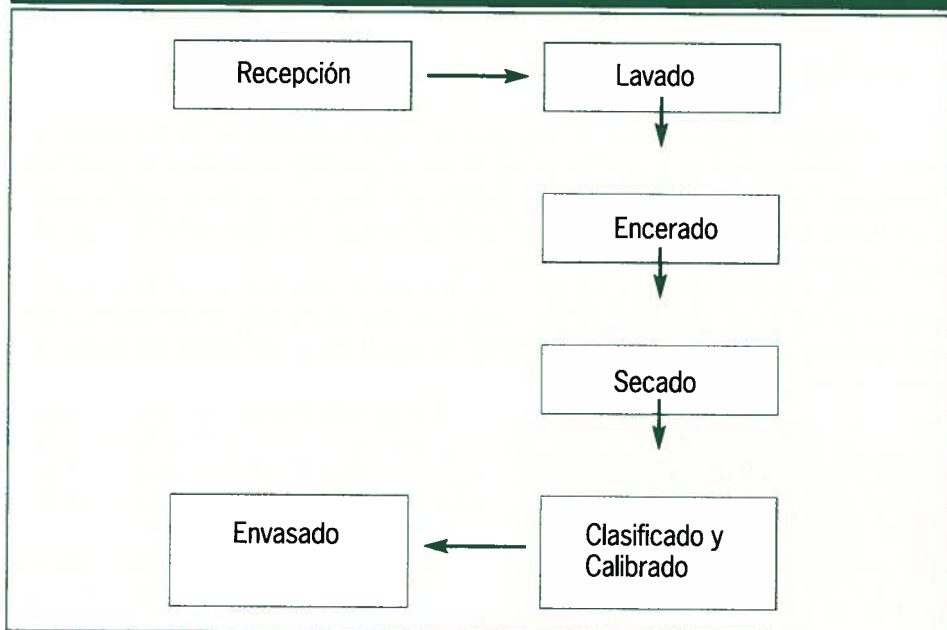 Recepción
Lavado
Encerado
Secado
Clasificado y
Calibrado
Envasado